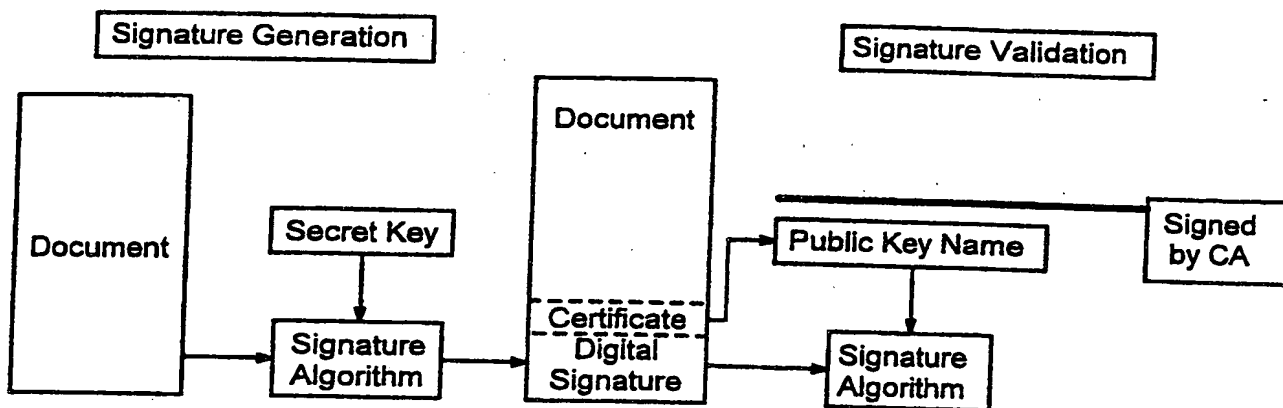 Signature Generation
Signature Validation
Document
Secret Key
Signature
Algorithm
Document
Certificate
Digital
Signature
Public Key Name
Signed
by CA
Signature
Algorithm